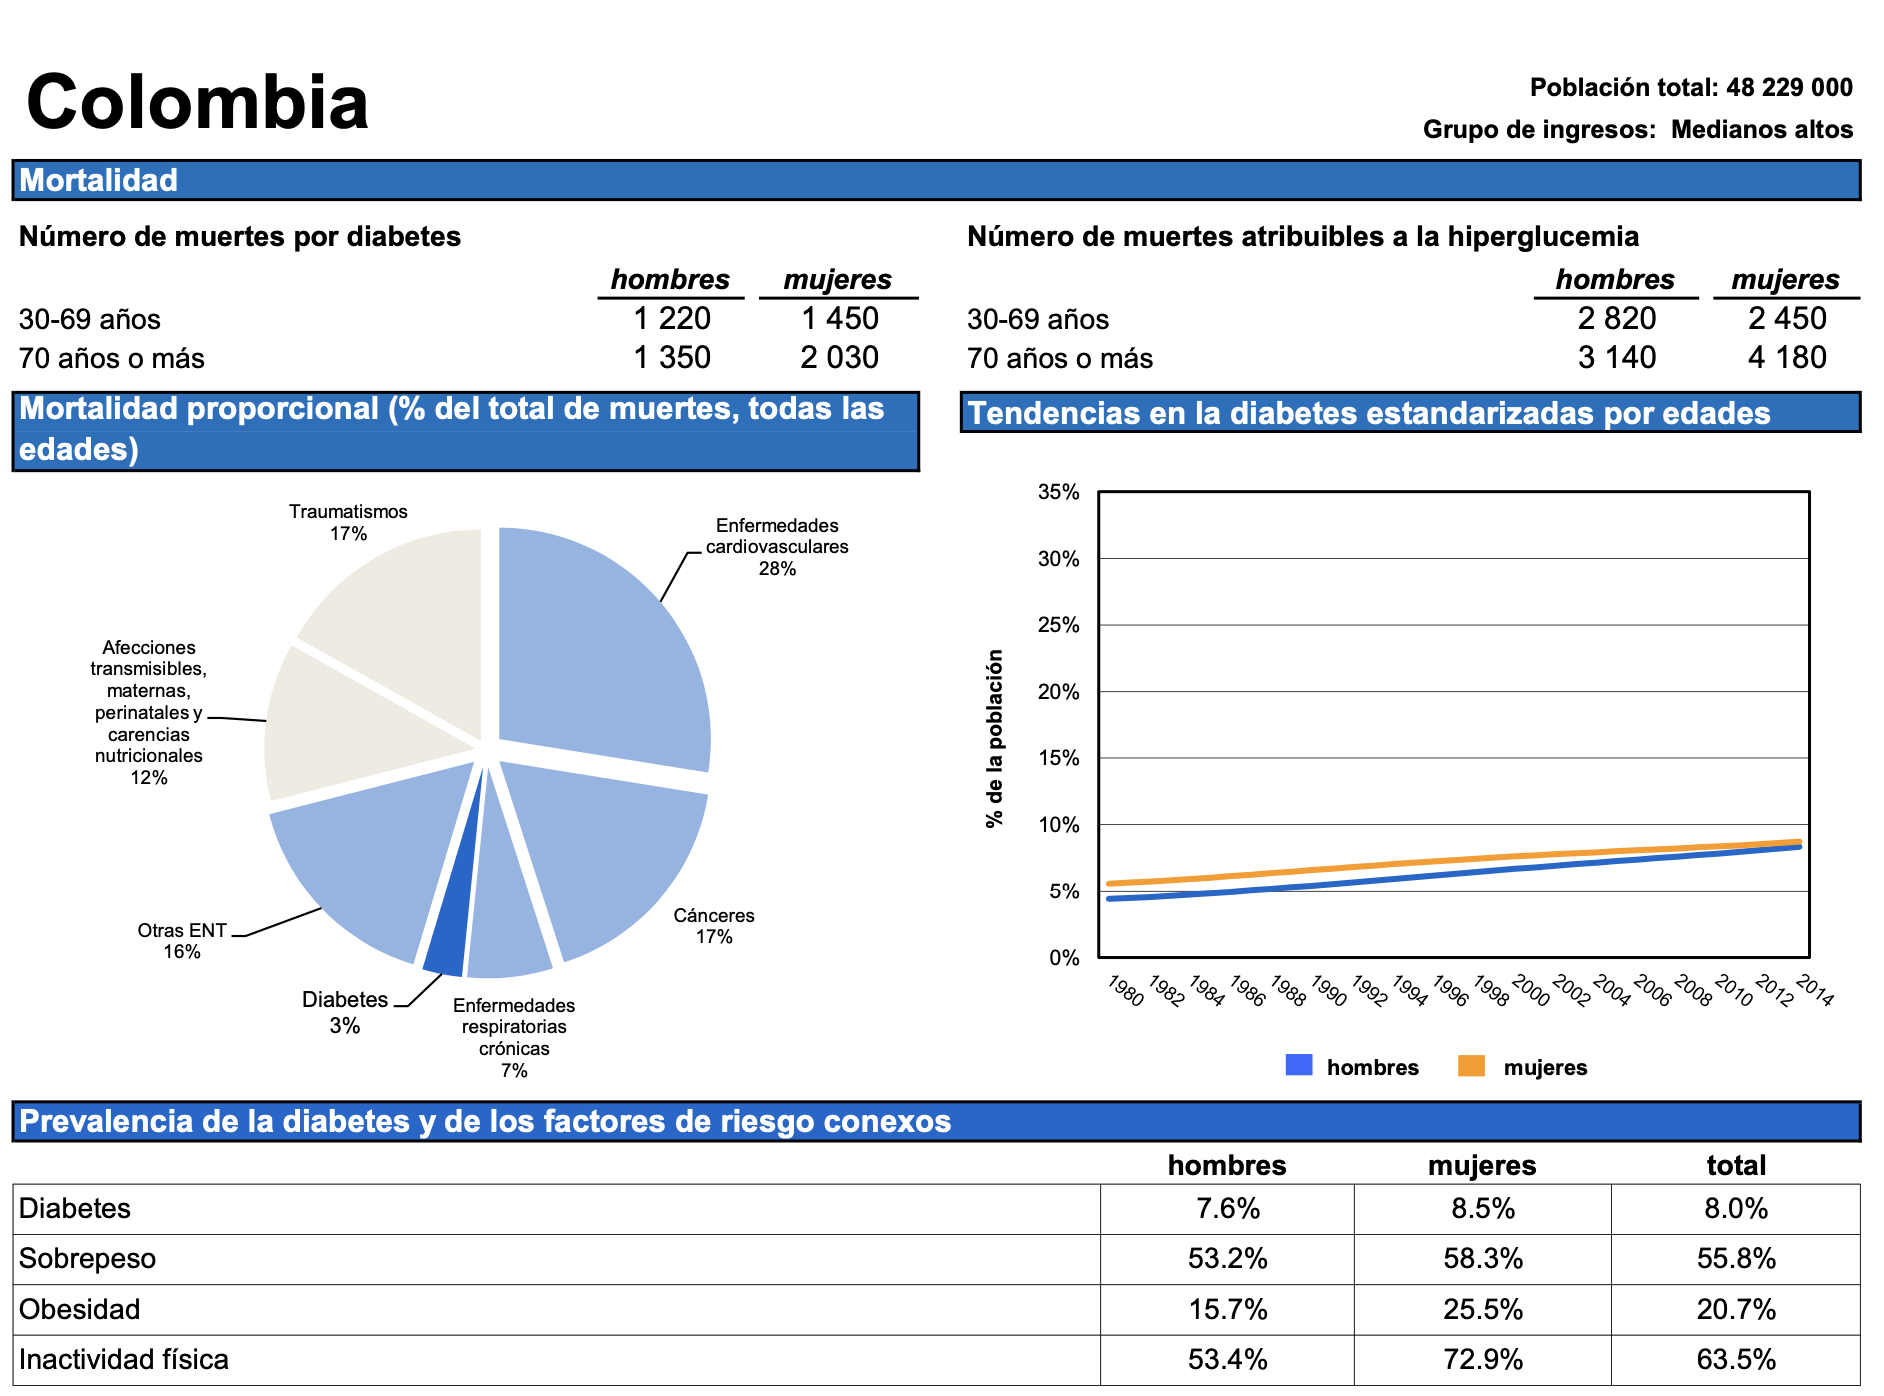 Colombia
Población total: 48 229 000
Grupo de ingresos: Medianos altos
Mortalidad
Número de muertes por diabetes
hombres mujeres
30-69 años 1 220 1 450
70 años o más 1 350 2 030
Número de muertes atribuibles a la hiperglucemia
hombres mujeres
30-69 años 2 820 2 450
70 años o más 3 140 4 180
Mortalidad proporcional (% del total de muertes, todas las
edades)
Traumatismos
17%
Enfermedades
cardiovasculares
28%
Afecciones
transmisibles,
maternas,
perinatales y
carencias
nutricionales
12%
Otras ENT
16%
Diabetes
3%
Enfermedades
respiratorias
crónicas
7%
Cánceres
17%
Tendencias en la diabetes estandarizadas por edades
% de la población
35%
30%
25%
20%
15%
10%
5%
0%
1980 1982 1984 1986 1988 1990 1992 1994 1996 1998 2000 2002 2004 2006 2008 2010 2012 2014
hombres mujeres
Prevalencia de la diabetes y de los factores de riesgo conexos
hombres mujeres total
Diabetes 7.6% 8.5% 8.0%
Sobrepeso 53.2% 58.3% 55.8%
Obesidad 15.7% 25.5% 20.7%
Inactividad física 53.4% 72.9% 63.5%